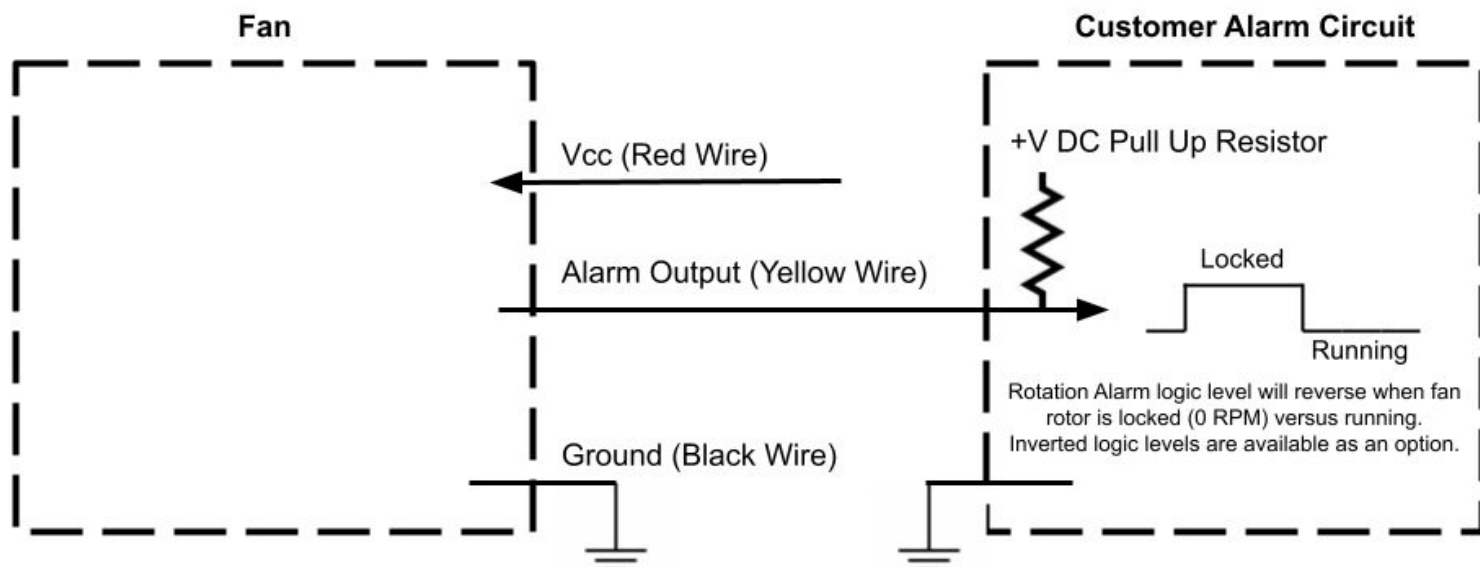 Fan
Customer Alarm Circuit
Vcc (Red Wire)
+V DC Pull Up Resistor
Alarm Output (Yellow Wire)
Locked
Running
Rotation Alarm logic level will reverse when fan
rotor is locked (0 RPM) versus running.
Inverted logic levels are available as an option.
Ground (Black Wire)